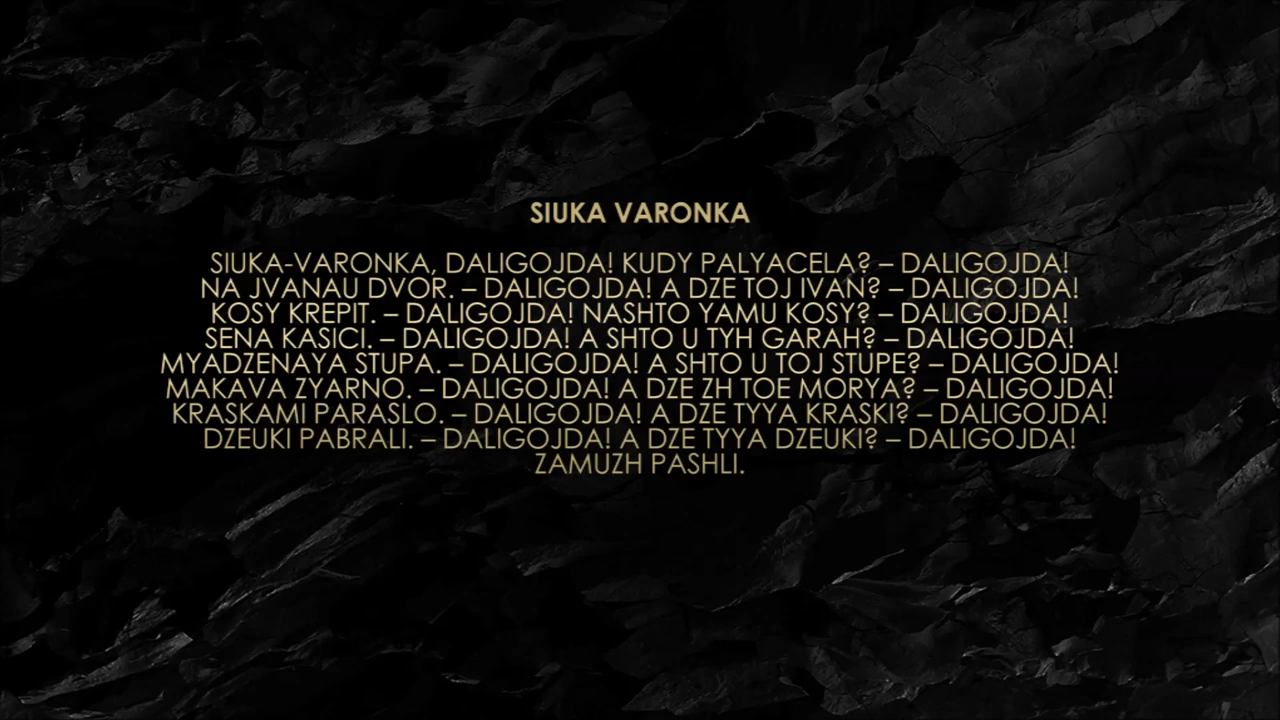 SIUKA VARONKA
SIUKA-VARONKA, DALIGOJDA! KUDY PALYACELA? – DALIGOJDA!
NA JVANAU DVOR. – DALIGOJDA! A DZE TOJ IVAN? – DALIGOJDA!
KOSY KREPIT. – DALIGOJDA! NASHTO YAMU KOSY? – DALIGOJDA!
SENA KASICI. – DALIGOJDA! A SHTO U TYH GARAH? – DALIGOJDA!
MYADZENAYA STUPA. – DALIGOJDA! A SHTO U TOJ STUPE? – DALIGOJDA!
MAKAVA ZYARNO. – DALIGOJDA! A DZE ZH TOE MORYA? – DALIGOJDA!
KRASKAMI PARASLO. – DALIGOJDA! A DZE TYYA KRASKI? – DALIGOJDA!
DZEUKI PABRALI. – DALIGOJDA! A DZE TYYA DZEUKI? – DALIGOJDA!
ZAMUZH PASHLI.